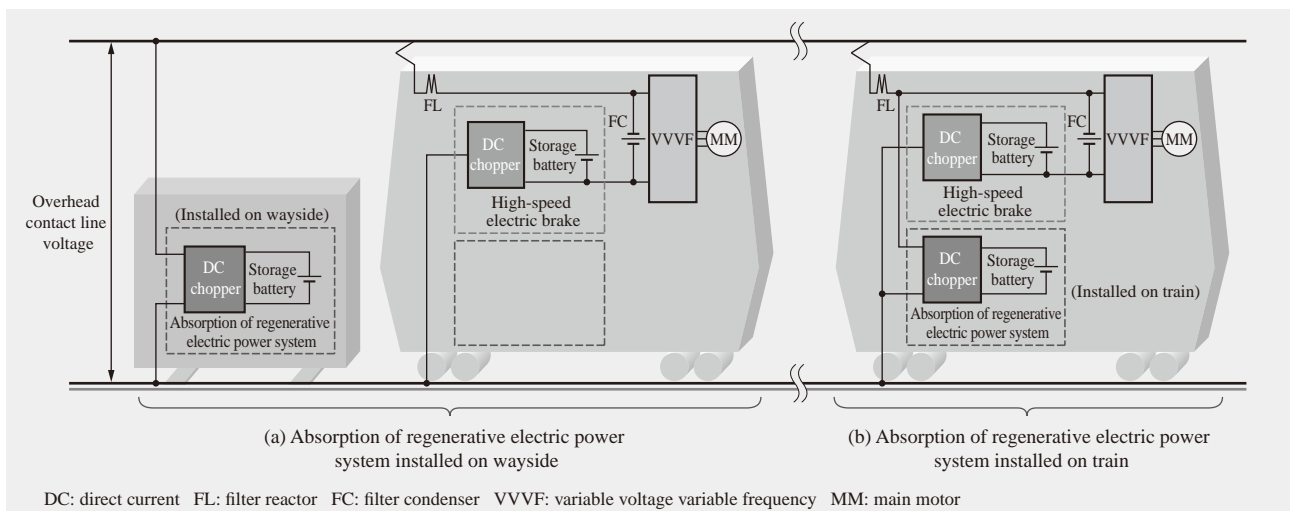 Overhead
contact line
voltage
(Installed on wayside)
DC
chopper
Storage
battery
Absorption of regenerative
electric power system
FL
DC
chopper
Storage
battery
High-speed
electric brake
FC
VVVF
MM
FL
DC
chopper
Storage
battery
High-speed
electric brake
FC
VVVF
MM
DC
chopper
Storage
battery
Absorption of regenerative
electric power system
(Installed on train)
(a) Absorption of regenerative electric power
system installed on wayside
(b) Absorption of regenerative electric power
system installed on train
DC: direct current FL: filter reactor FC: filter condenser VVVF: variable voltage variable frequency MM: main motor